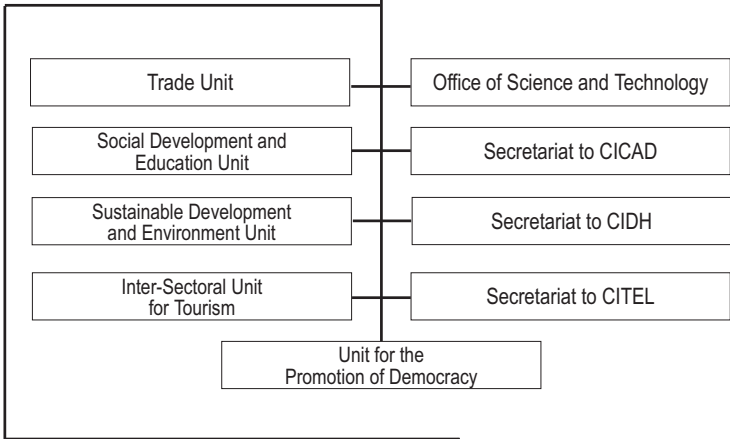 Trade Unit
Office of Science and Technology
Social Development and
Education Unit
Secretariat to CICAD
Sustainable Development
and Environment Unit
Secretariat to CIDH
Inter-Sectoral Unit
for Tourism
Secretariat to CITEL
Unit for the
Promotion of Democracy